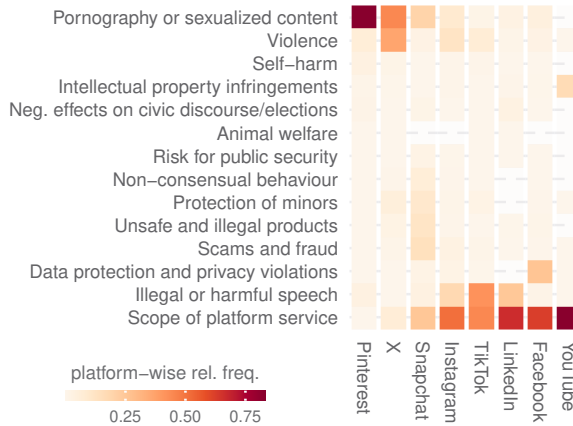 Pornography or sexualized content
Violence
Self−harm
Intellectual property infringements
Neg. effects on civic discourse/elections
Animal welfare
Risk for public security
Non−consensual behaviour
Protection of minors
Unsafe and illegal products
Scams and fraud
Data protection and privacy violations
Illegal or harmful speech
Scope of platform service
Pinterest
X
Snapchat
Instagram
TikTok
LinkedIn
Facebook
YouTube
platform−wise rel. freq.
0.25 0.50 0.75